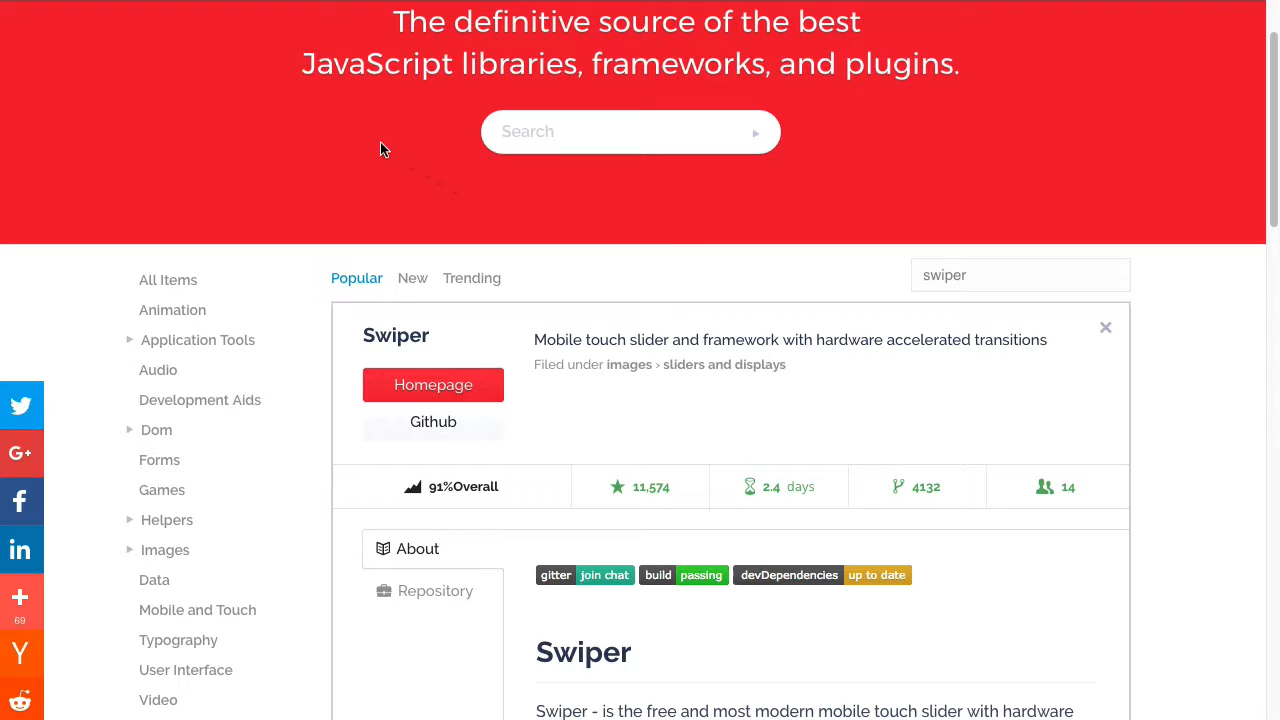 The definitive source of the best
JavaScript libraries, frameworks, and plugins.
Search
All Items
Animation
Application Tools
Audio
Development Aids
Dom
Forms
Games
Helpers
Images
Data
Mobile and Touch
Typography
User Interface
Video
Popular New Trending
swiper
Swiper
Mobile touch slider and framework with hardware accelerated transitions
Filed under images › sliders and displays
Homepage
Github
91%Overall
11,574
2.4 days
4132
14
About
Repository
gitter join chat build passing devDependencies up to date
Swiper
Swiper - is the free and most modern mobile touch slider with hardware
G+
f
in
+
69
Y